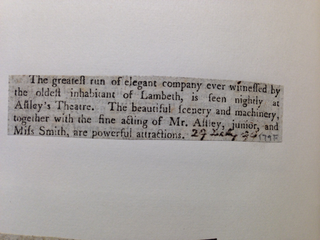 The greateſt run of elegant company ever witneſſed by
the oldeſt inhabitant of Lambeth, is ſeen nightly at
Aſtley's Theatre. The beautiful ſcenery and machinery,
together with the fine acting of Mr. Aſtley, junior, and
Miſs Smith, are powerful attractions. 29